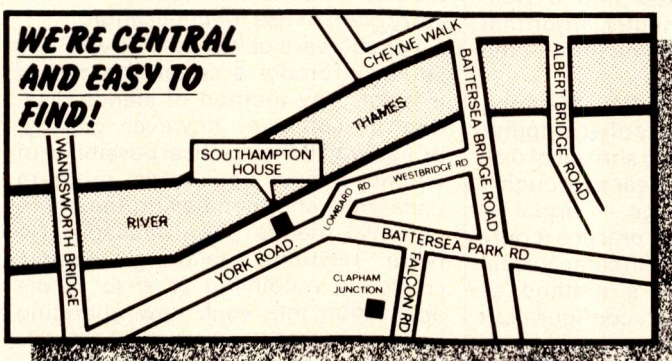 WE'RE CENTRAL
AND EASY TO
FIND!
CHEYNE WALK
BATTERSEA BRIDGE ROAD
ALBERT BRIDGE ROAD
THAMES
SOUTHAMPTON
HOUSE
WANDSWORTH BRIDGE
RIVER
LOMBARD RD
WESTBRIDGE RD
YORK ROAD
BATTERSEA PARK RD
CLAPHAM
JUNCTION
FALCON RD